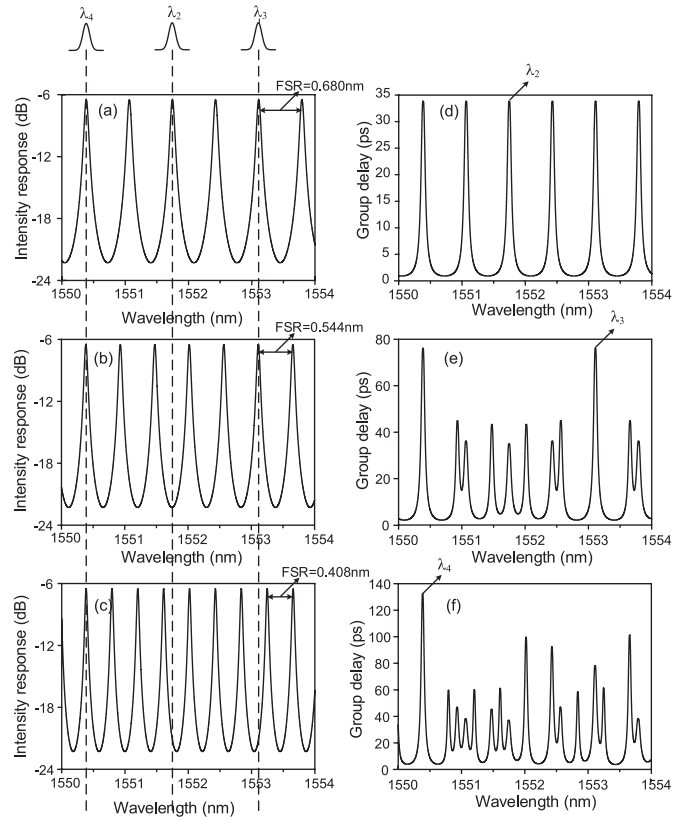 λ4 λ2 λ3
FSR=0.680nm
(a)
Intensity response (dB)
-6
-12
-18
-24
1550 1551 1552 1553 1554
Wavelength (nm)
λ2
(d)
Group delay (ps)
35
30
25
20
15
10
5
0
1550 1551 1552 1553 1554
Wavelength (nm)
FSR=0.544nm
(b)
Intensity response (dB)
-6
-12
-18
-24
1550 1551 1552 1553 1554
Wavelength (nm)
λ3
(e)
Group delay (ps)
80
60
40
20
0
1550 1551 1552 1553 1554
Wavelength (nm)
FSR=0.408nm
(c)
Intensity response (dB)
-6
-12
-18
-24
1550 1551 1552 1553 1554
Wavelength (nm)
λ4
(f)
Group delay (ps)
140
120
100
80
60
40
20
0
1550 1551 1552 1553 1554
Wavelength (nm)